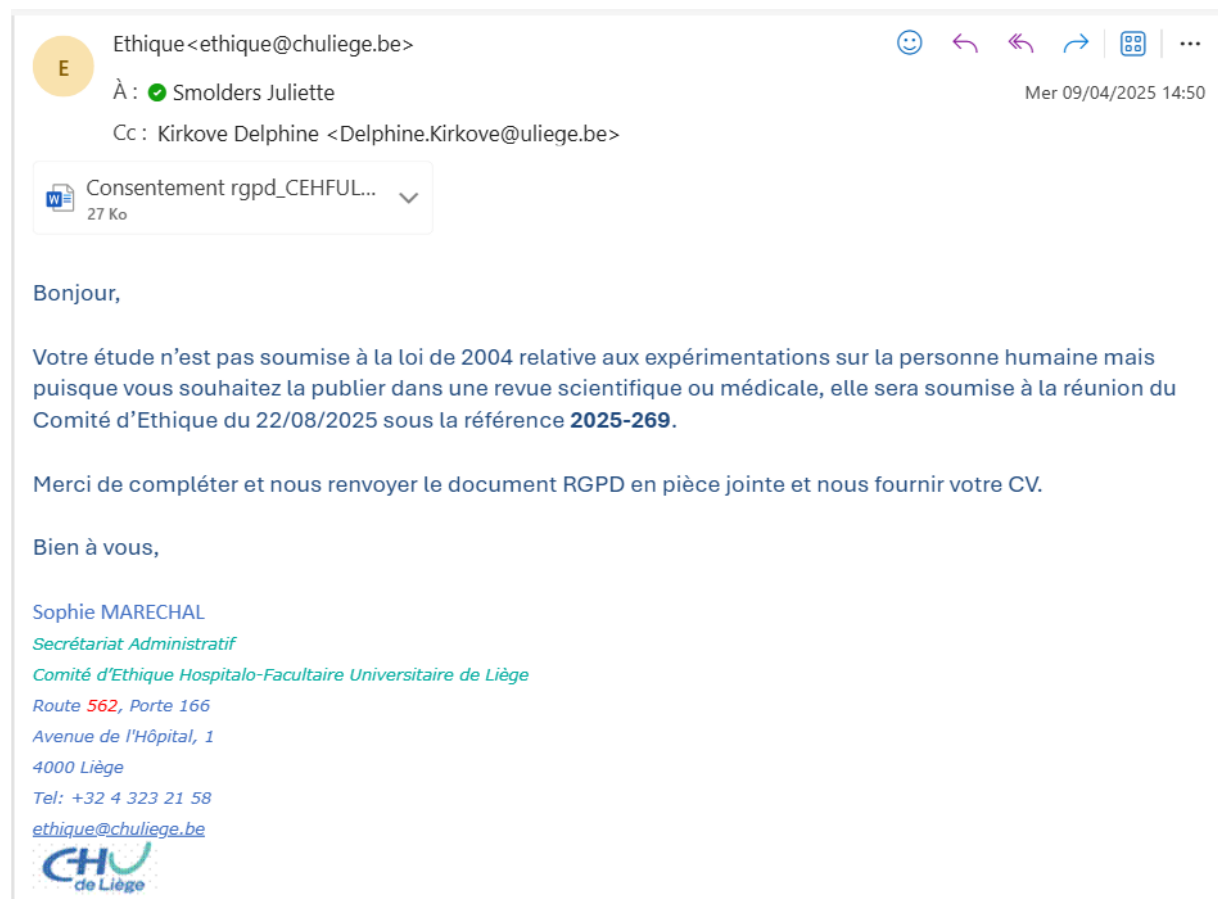 Ethique<ethique@chuliege.be>
E
À : Smolders Juliette
Mer 09/04/2025 14:50
Cc : Kirkove Delphine <Delphine.Kirkove@uliege.be>
Consentement rgpd_CEHFUL...
27 Ko
Bonjour,
Votre étude n’est pas soumise à la loi de 2004 relative aux expérimentations sur la personne humaine mais
puisque vous souhaitez la publier dans une revue scientifique ou médicale, elle sera soumise à la réunion du
Comité d’Ethique du 22/08/2025 sous la référence 2025-269.
Merci de compléter et nous renvoyer le document RGPD en pièce jointe et nous fournir votre CV.
Bien à vous,
Sophie MARECHAL
Secrétariat Administratif
Comité d’Ethique Hospitalo-Facultaire Universitaire de Liège
Route 562, Porte 166
Avenue de l'Hôpital, 1
4000 Liège
Tel: +32 4 323 21 58
ethique@chuliege.be
CHU
de Liège